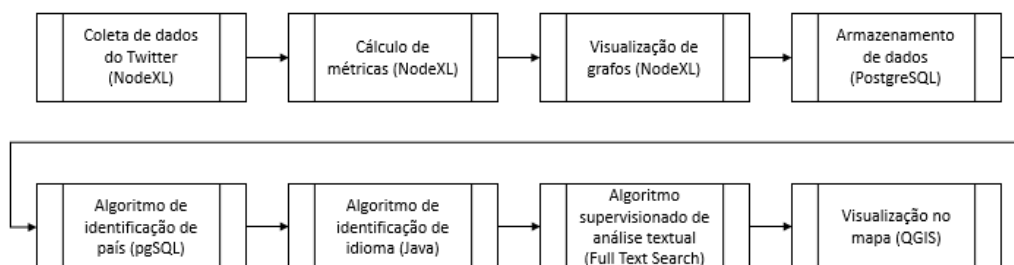 Coleta de dados
do Twitter
(NodeXL)
Cálculo de
métricas (NodeXL)
Visualização de
grafos (NodeXL)
Armazenamento
de dados
(PostgreSQL)
Algoritmo de
identificação de
país (pgSQL)
Algoritmo de
identificação de
idioma (Java)
Algoritmo
supervisionado de
análise textual
(Full Text Search)
Visualização no
mapa (QGIS)